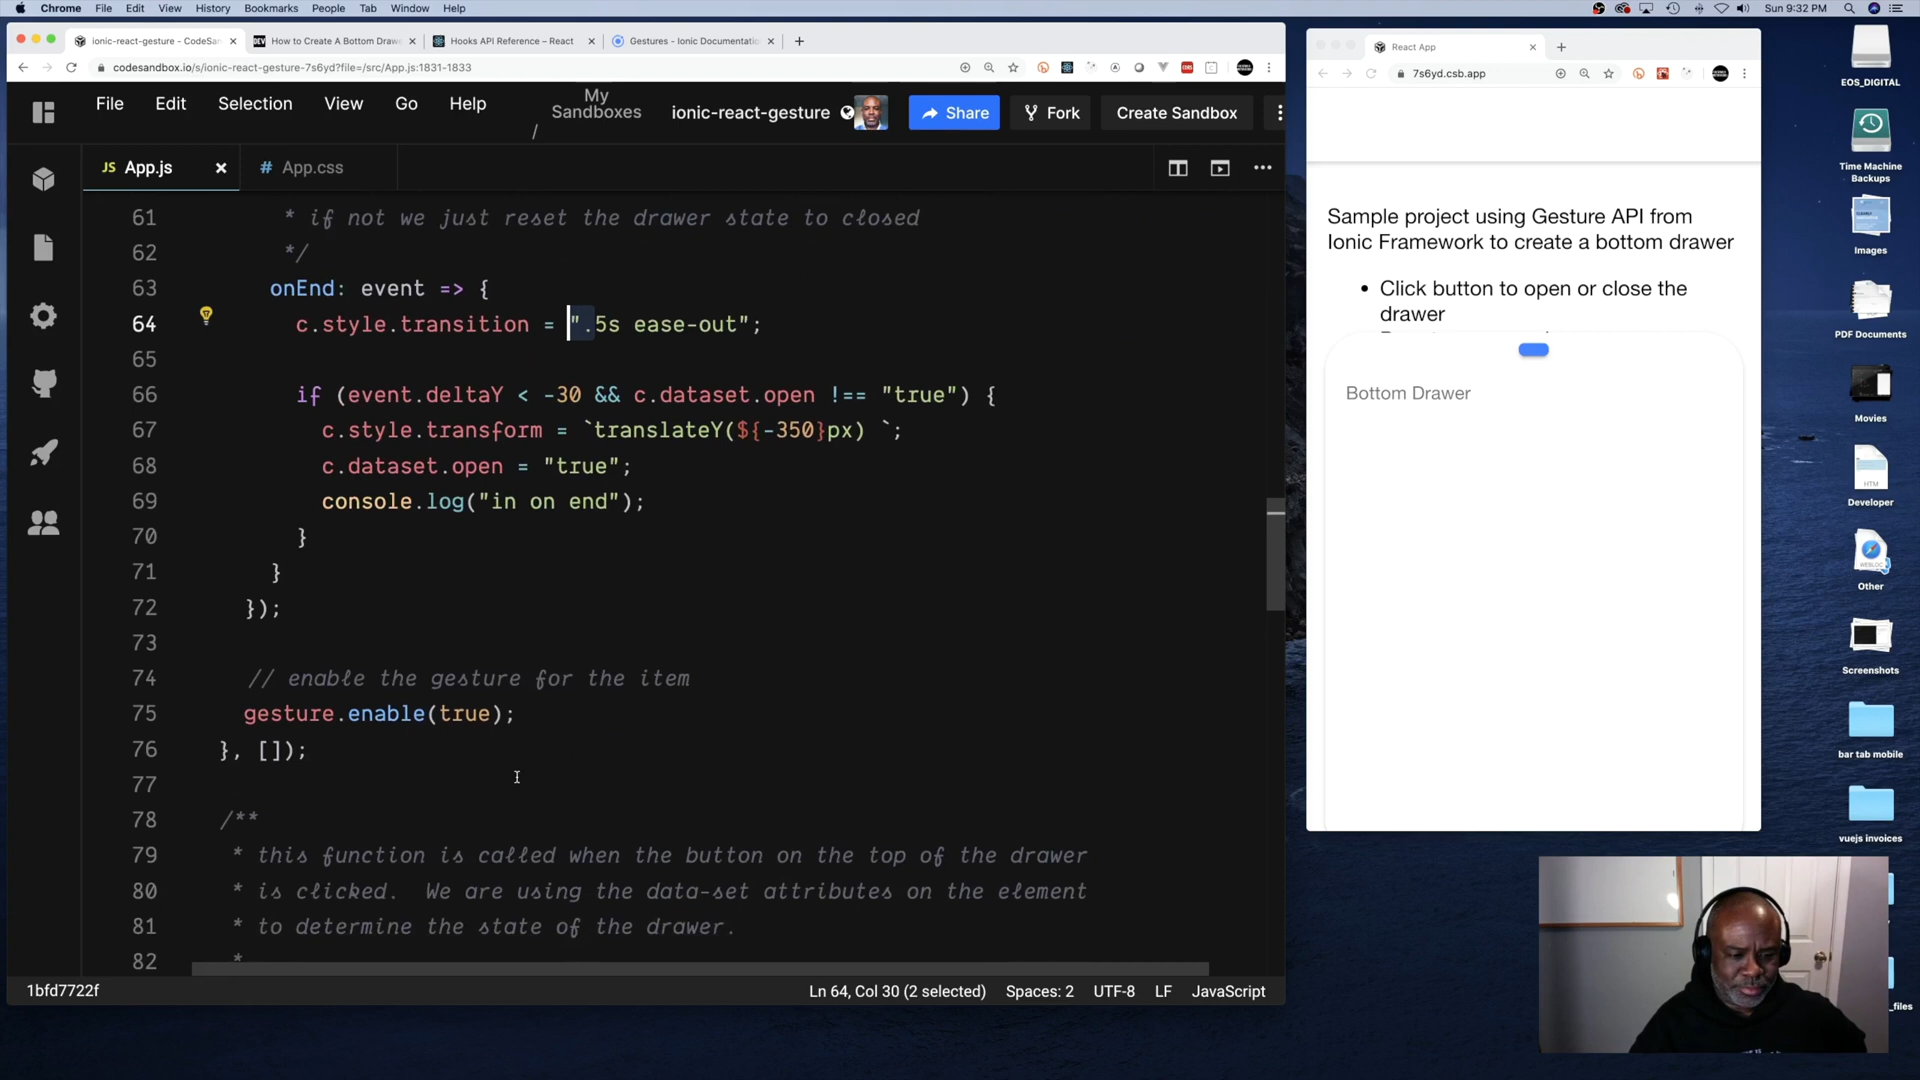 Chrome File Edit View History Bookmarks People Tab Window Help Sun 9:32 PM
ionic-react-gesture - CodeSan
How to Create A Bottom Drawe
Hooks API Reference – React
Gestures - Ionic Documentatio
codesandbox.io/s/ionic-react-gesture-7s6yd?file=/src/App.js:1831-1833
File Edit Selection View Go Help
My Sandboxes
/
ionic-react-gesture
Share
Fork
Create Sandbox
JS App.js
# App.css
61 * if not we just reset the drawer state to closed
62 */
63 onEnd: event => {
64 c.style.transition = ".5s ease-out";
65
66 if (event.deltaY < -30 && c.dataset.open !== "true") {
67 c.style.transform = `translateY(${-350}px) `;
68 c.dataset.open = "true";
69 console.log("in on end");
70 }
71 }
72 });
73
74 // enable the gesture for the item
75 gesture.enable(true);
76 }, []);
77
78 /**
79 * this function is called when the button on the top of the drawer
80 * is clicked. We are using the data-set attributes on the element
81 * to determine the state of the drawer.
82 *
1bfd7722f
Ln 64, Col 30 (2 selected) Spaces: 2 UTF-8 LF JavaScript
React App
7s6yd.csb.app
Sample project using Gesture API from
Ionic Framework to create a bottom drawer
• Click button to open or close the
drawer
Bottom Drawer
EOS_DIGITAL
Time Machine
Backups
Images
PDF Documents
Movies
HTM
Developer
WEBLOC
Other
Screenshots
bar tab mobile
vuejs invoices
_files